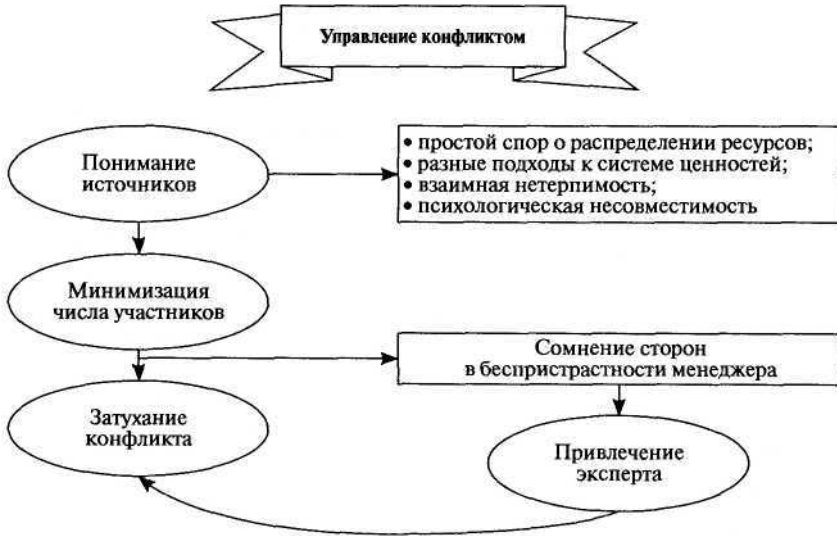 Управление конфликтом
Понимание
источников
• простой спор о распределении ресурсов;
• разные подходы к системе ценностей;
• взаимная нетерпимость;
• психологическая несовместимость
Минимизация
числа участников
Сомнение сторон
в беспристрастности менеджера
Затухание
конфликта
Привлечение
эксперта